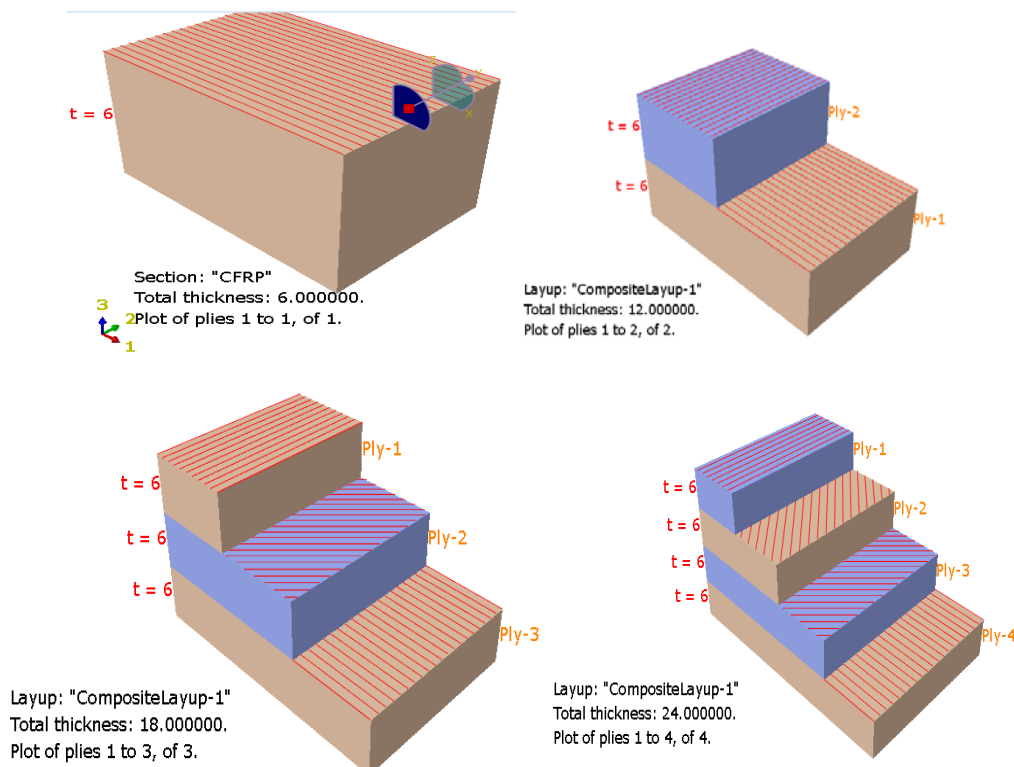 t = 6
z
Y
x
Section: "CFRP"
Total thickness: 6.000000.
Plot of plies 1 to 1, of 1.
3
2
1
t = 6
t = 6
Ply-2
Ply-1
Layup: "CompositeLayup-1"
Total thickness: 12.000000.
Plot of plies 1 to 2, of 2.
t = 6
t = 6
t = 6
Ply-1
Ply-2
Ply-3
Layup: "CompositeLayup-1"
Total thickness: 18.000000.
Plot of plies 1 to 3, of 3.
t = 6
t = 6
t = 6
t = 6
Ply-1
Ply-2
Ply-3
Ply-4
Layup: "CompositeLayup-1"
Total thickness: 24.000000.
Plot of plies 1 to 4, of 4.